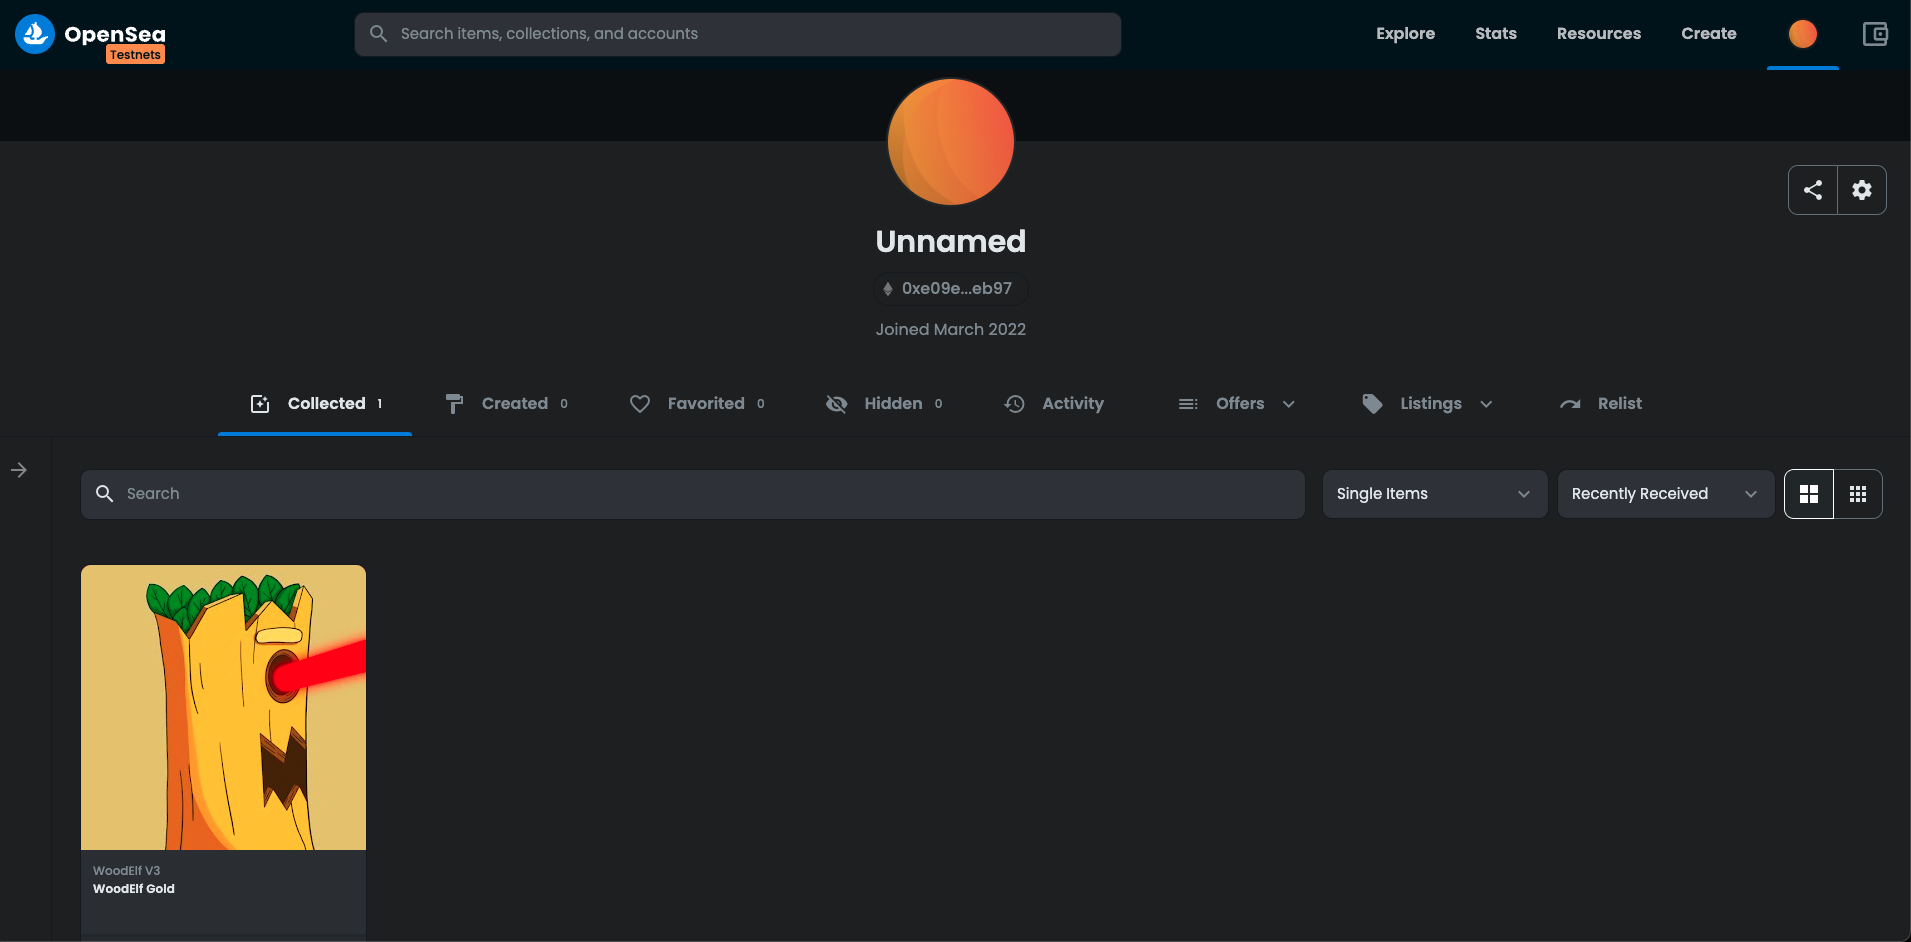 OpenSea
Testnets
Search items, collections, and accounts
Explore Stats Resources Create
Unnamed
0xe09e...eb97
Joined March 2022
Collected 1 Created 0 Favorited 0 Hidden 0 Activity Offers Listings Relist
Search
Single Items
Recently Received
WoodElf V3
WoodElf Gold